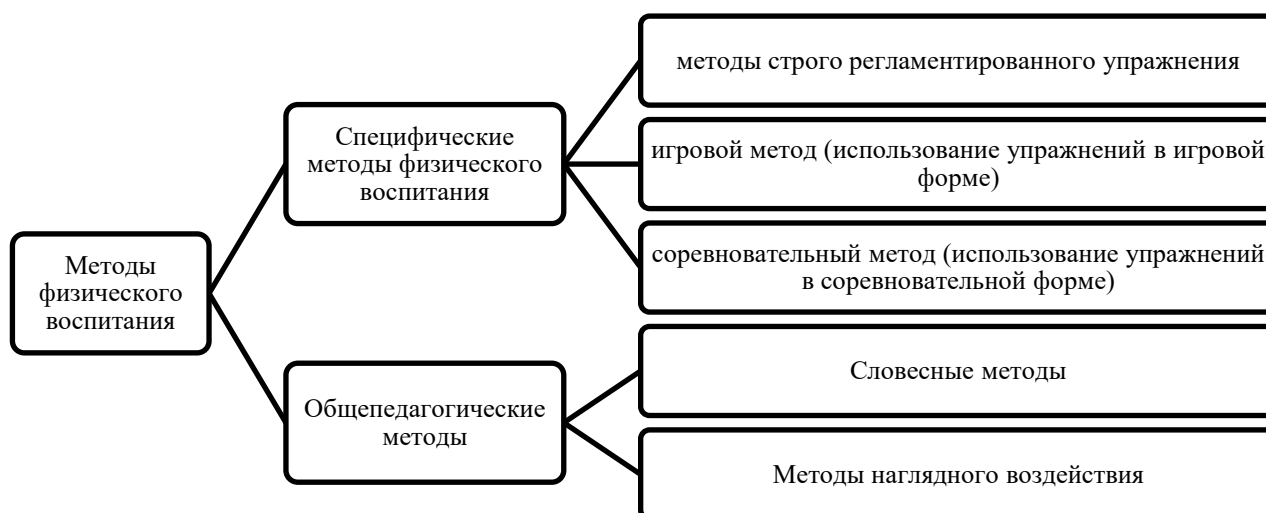 Методы
физического
воспитания
Специфические
методы физического
воспитания
методы строго регламентированного упражнения
игровой метод (использование упражнений в игровой
форме)
соревновательный метод (использование упражнений
в соревновательной форме)
Общепедагогические
методы
Словесные методы
Методы наглядного воздействия